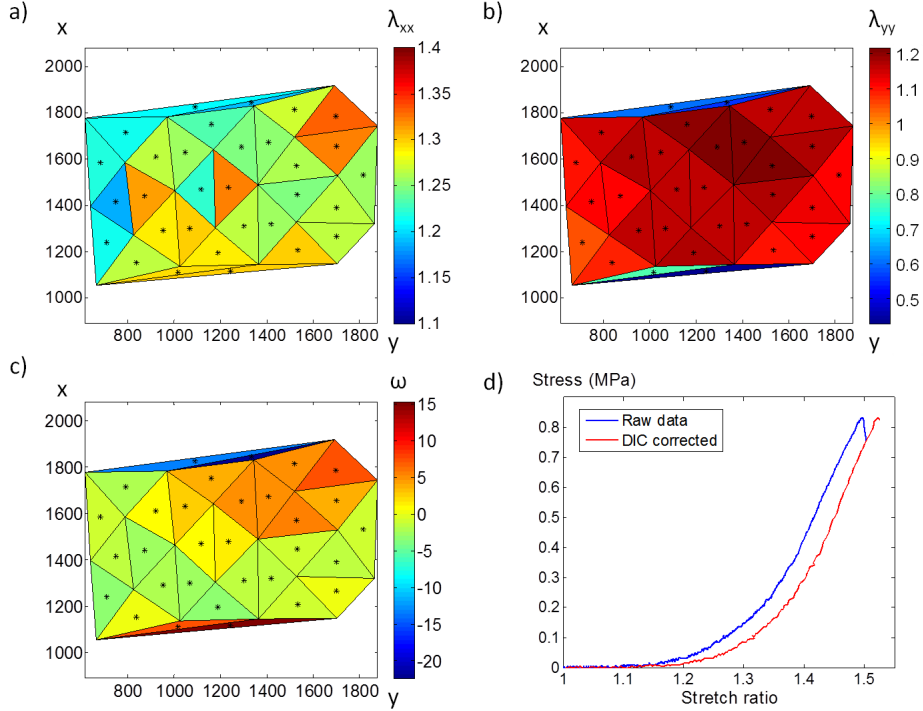 a)
x
λxx
2000
1800
1600
1400
1200
1000
800 1000 1200 1400 1600 1800
y
1.4
1.35
1.3
1.25
1.2
1.15
1.1
b)
x
λyy
2000
1800
1600
1400
1200
1000
800 1000 1200 1400 1600 1800
y
1.2
1.1
1
0.9
0.8
0.7
0.6
0.5
c)
x
ω
2000
1800
1600
1400
1200
1000
800 1000 1200 1400 1600 1800
y
15
10
5
0
-5
-10
-15
-20
d)
Stress (MPa)
Raw data
DIC corrected
0.8
0.7
0.6
0.5
0.4
0.3
0.2
0.1
0
1 1.1 1.2 1.3 1.4 1.5
Stretch ratio